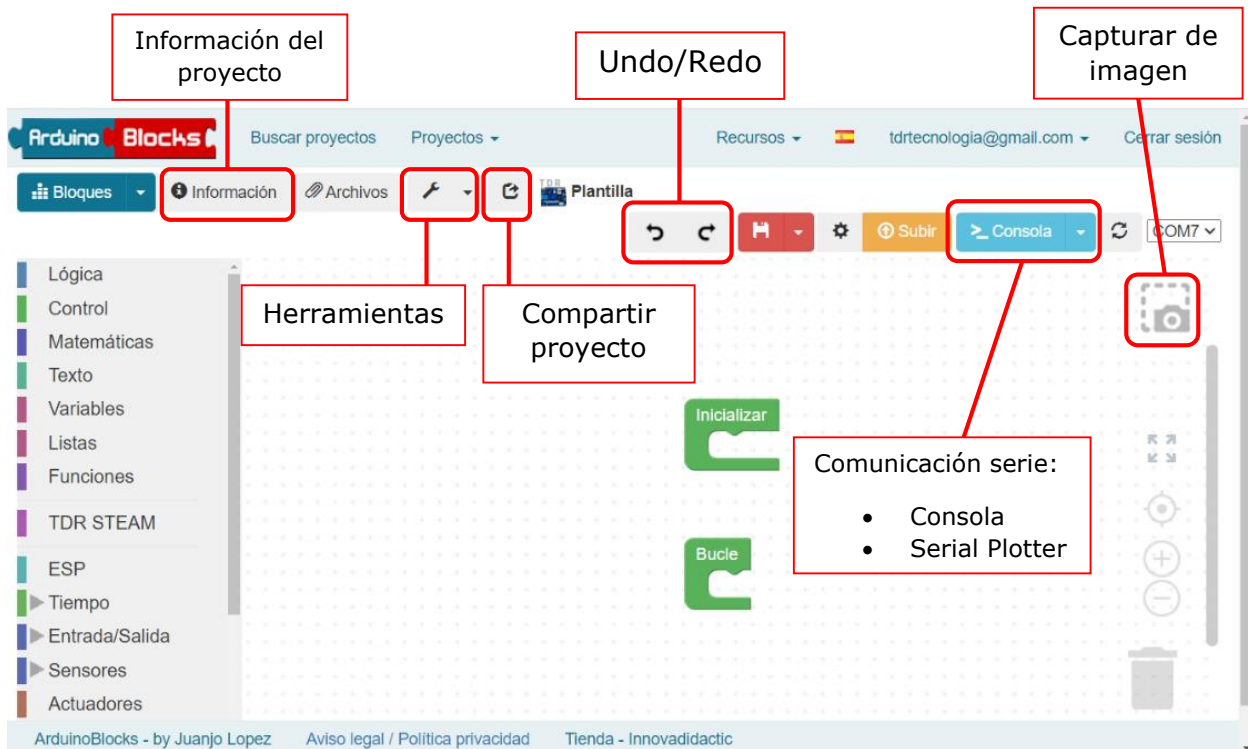 Información del
proyecto
Undo/Redo
Capturar de
imagen
Arduino Blocks
Buscar proyectos
Proyectos
Recursos
tdrtecnologia@gmail.com
Cerrar sesión
Bloques
Información
Archivos
TDR
Plantilla
Subir
>_ Consola
COM7
Herramientas
Compartir
proyecto
Lógica
Control
Matemáticas
Texto
Variables
Listas
Funciones
TDR STEAM
ESP
Tiempo
Entrada/Salida
Sensores
Actuadores
Inicializar
Bucle
Comunicación serie:
• Consola
• Serial Plotter
ArduinoBlocks - by Juanjo Lopez
Aviso legal / Política privacidad
Tienda - Innovadidactic